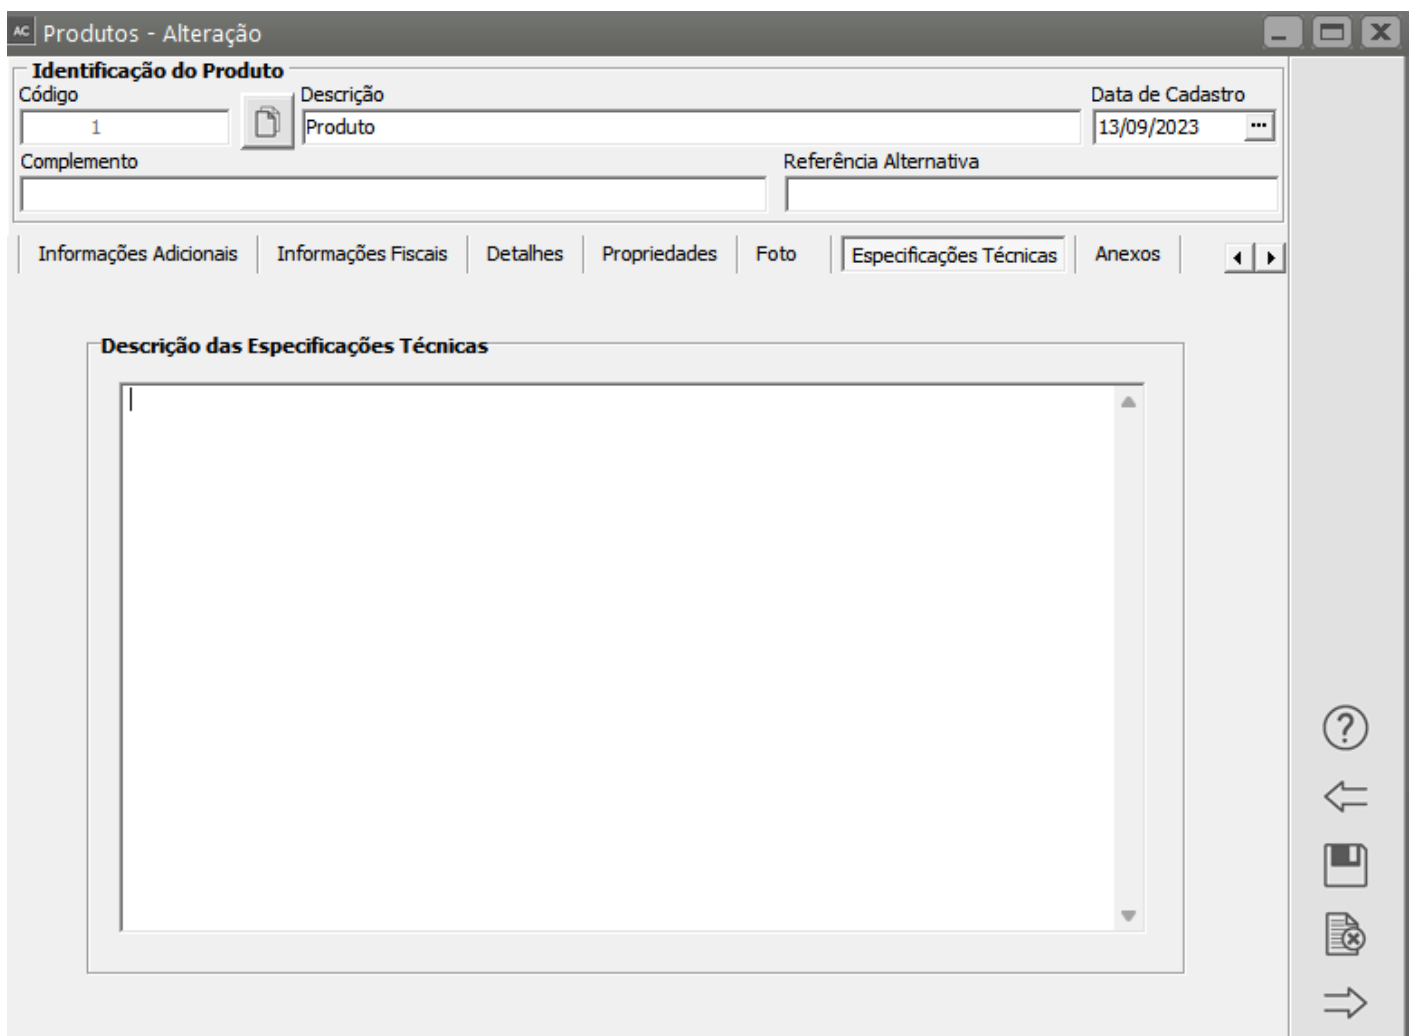 AC Produtos - Alteração
Identificação do Produto
Código Descrição Data de Cadastro
1 Produto 13/09/2023 ...
Complemento Referência Alternativa
Informações Adicionais Informações Fiscais Detalhes Propriedades Foto Especificações Técnicas Anexos
Descrição das Especificações Técnicas
?